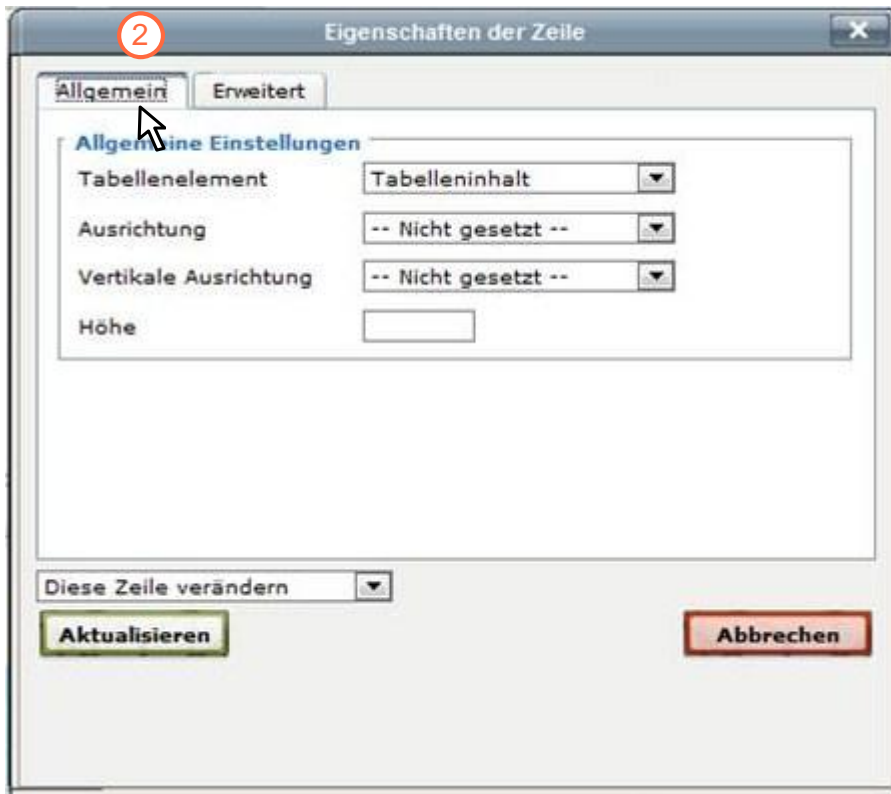 2
Eigenschaften der Zeile
Allgemein Erweitert
Allgemeine Einstellungen
Tabellenelement Tabelleninhalt
Ausrichtung -- Nicht gesetzt --
Vertikale Ausrichtung -- Nicht gesetzt --
Höhe
Diese Zeile verändern
Aktualisieren Abbrechen